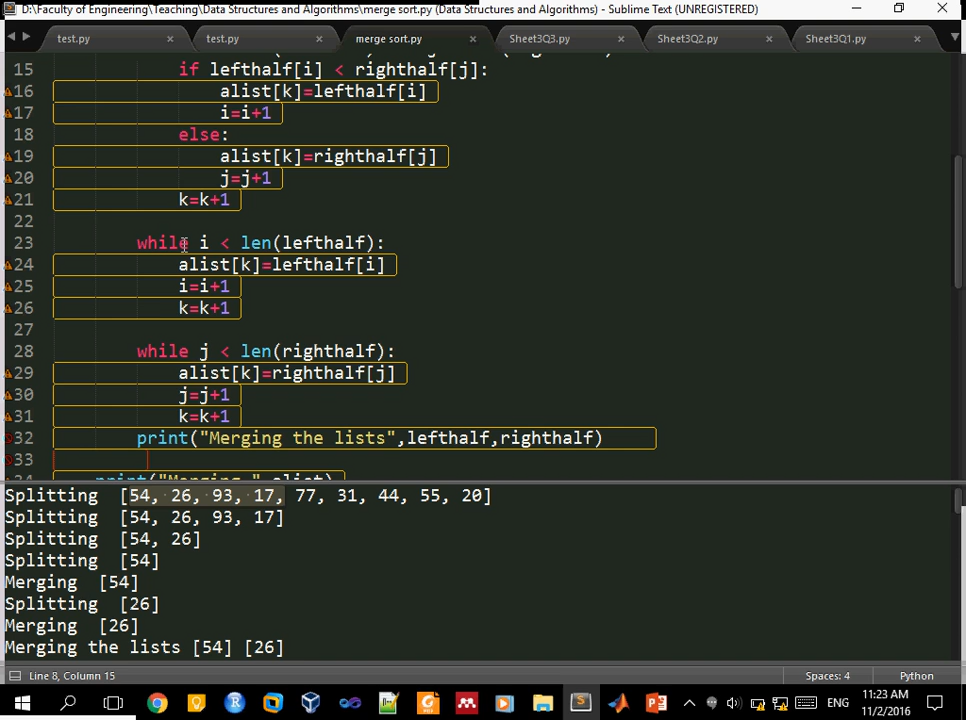 D:\Faculty of Engineering\Teaching\Data Structures and Algorithms\merge sort.py (Data Structures and Algorithms) - Sublime Text (UNREGISTERED)
test.py × test.py × merge sort.py × Sheet3Q3.py × Sheet3Q2.py × Sheet3Q1.py ×
15 if lefthalf[i] < righthalf[j]:
16 alist[k]=lefthalf[i]
17 i=i+1
18 else:
19 alist[k]=righthalf[j]
20 j=j+1
21 k=k+1
22
23 while i < len(lefthalf):
24 alist[k]=lefthalf[i]
25 i=i+1
26 k=k+1
27
28 while j < len(righthalf):
29 alist[k]=righthalf[j]
30 j=j+1
31 k=k+1
32 print("Merging the lists",lefthalf,righthalf)
33
34 print("Merging ",alist)
Splitting [54, 26, 93, 17, 77, 31, 44, 55, 20]
Splitting [54, 26, 93, 17]
Splitting [54, 26]
Splitting [54]
Merging [54]
Splitting [26]
Merging [26]
Merging the lists [54] [26]
Line 8, Column 15 Spaces: 4 Python
ENG 11:23 AM
11/2/2016